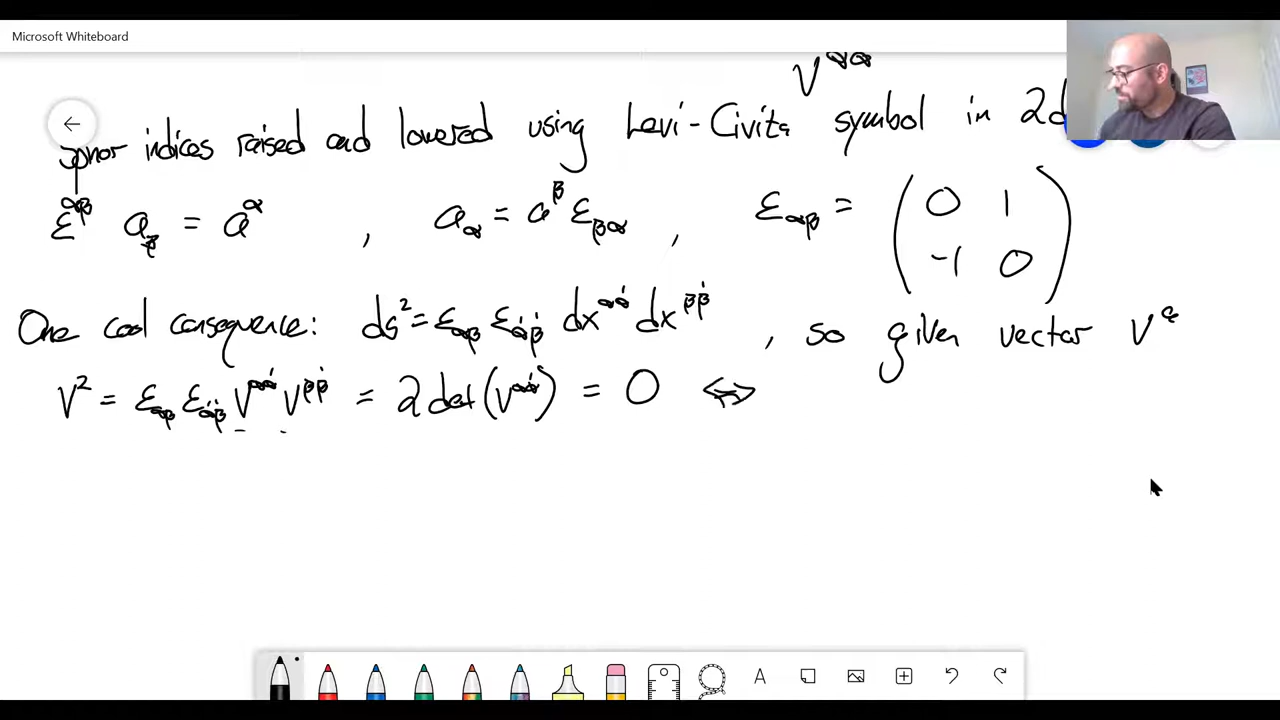 Microsoft Whiteboard
V^{αα̇}
spinor indices raised and lowered using Levi-Civita symbol in 2d
ε^{αβ} a_β = a^α , a_α = a^β ε_{βα} , ε_{αβ} = ( 0 1 -1 0 )
One cool consequence: ds² = ε_{αβ} ε_{α̇β̇} dx^{αα̇} dx^{ββ̇} , so given vector V^a
V² = ε_{αβ} ε_{α̇β̇} V^{αα̇} V^{ββ̇} = 2 det(V^{αα̇}) = 0 ⇔
A